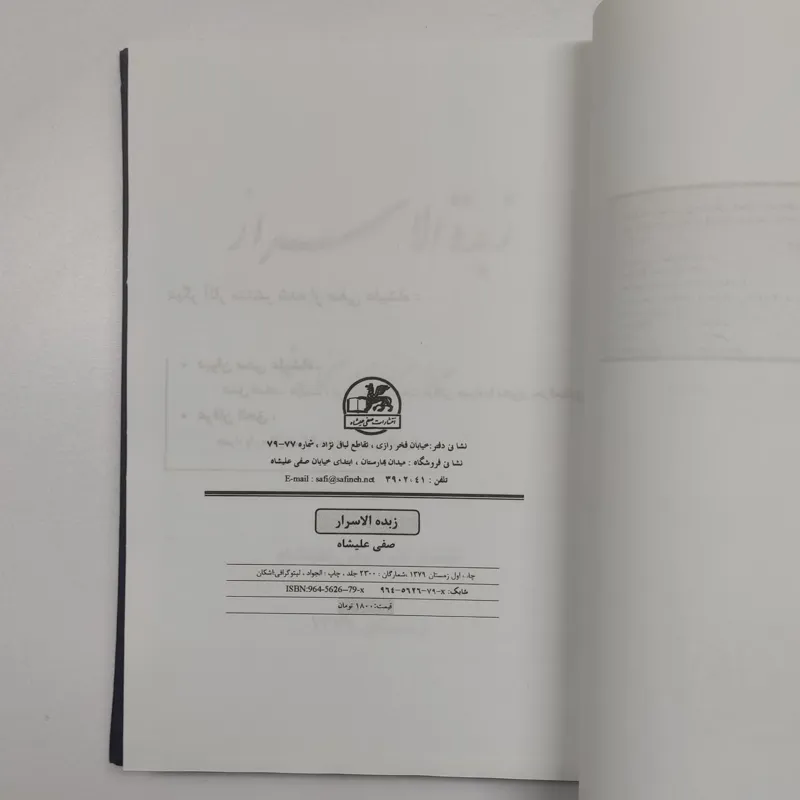 انتشارات صفی علیشاه
نشانی دفتر: خیابان فخر رازی ، تقاطع لبافی نژاد ، شماره ۷۷-۷۹
نشانی فروشگاه : میدان بهارستان ، ابتدای خیابان صفی علیشاه
تلفن : ۳۹۰۲۰۴۱ E-mail : safi@safineh.net
زبده الاسرار
صفی علیشاه
چاپ اول زمستان ۱۳۷۹ ،شمارگان : ۲۳۰۰ جلد ، چاپ : الجواد ، لیتوگرافی:اشکان
شابک: ۹۶۴-۵۶۲۶-۷۹-x ISBN:964-5626-79-x
قیمت: ۱۸۰۰ تومان